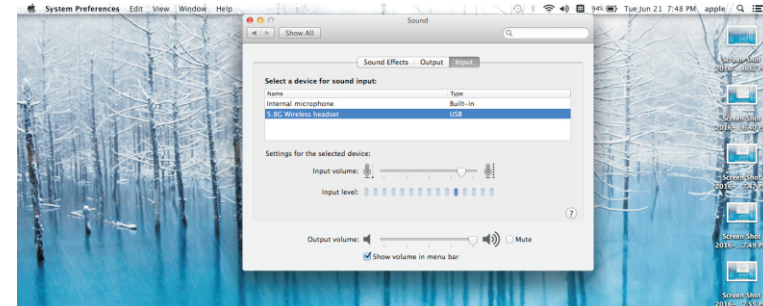 System Preferences Edit View Window Help
94% Tue Jun 21 7:48 PM apple
Sound
Show All
Sound Effects Output Input
Select a device for sound input:
Name Type
Internal microphone Built-in
5.8G Wireless headset USB
Settings for the selected device:
Input volume:
Input level:
?
Output volume: Mute
Show volume in menu bar
Screen Shot
Screen Shot
Screen Shot
Screen Shot
2016-... 7.49 P
Screen Shot